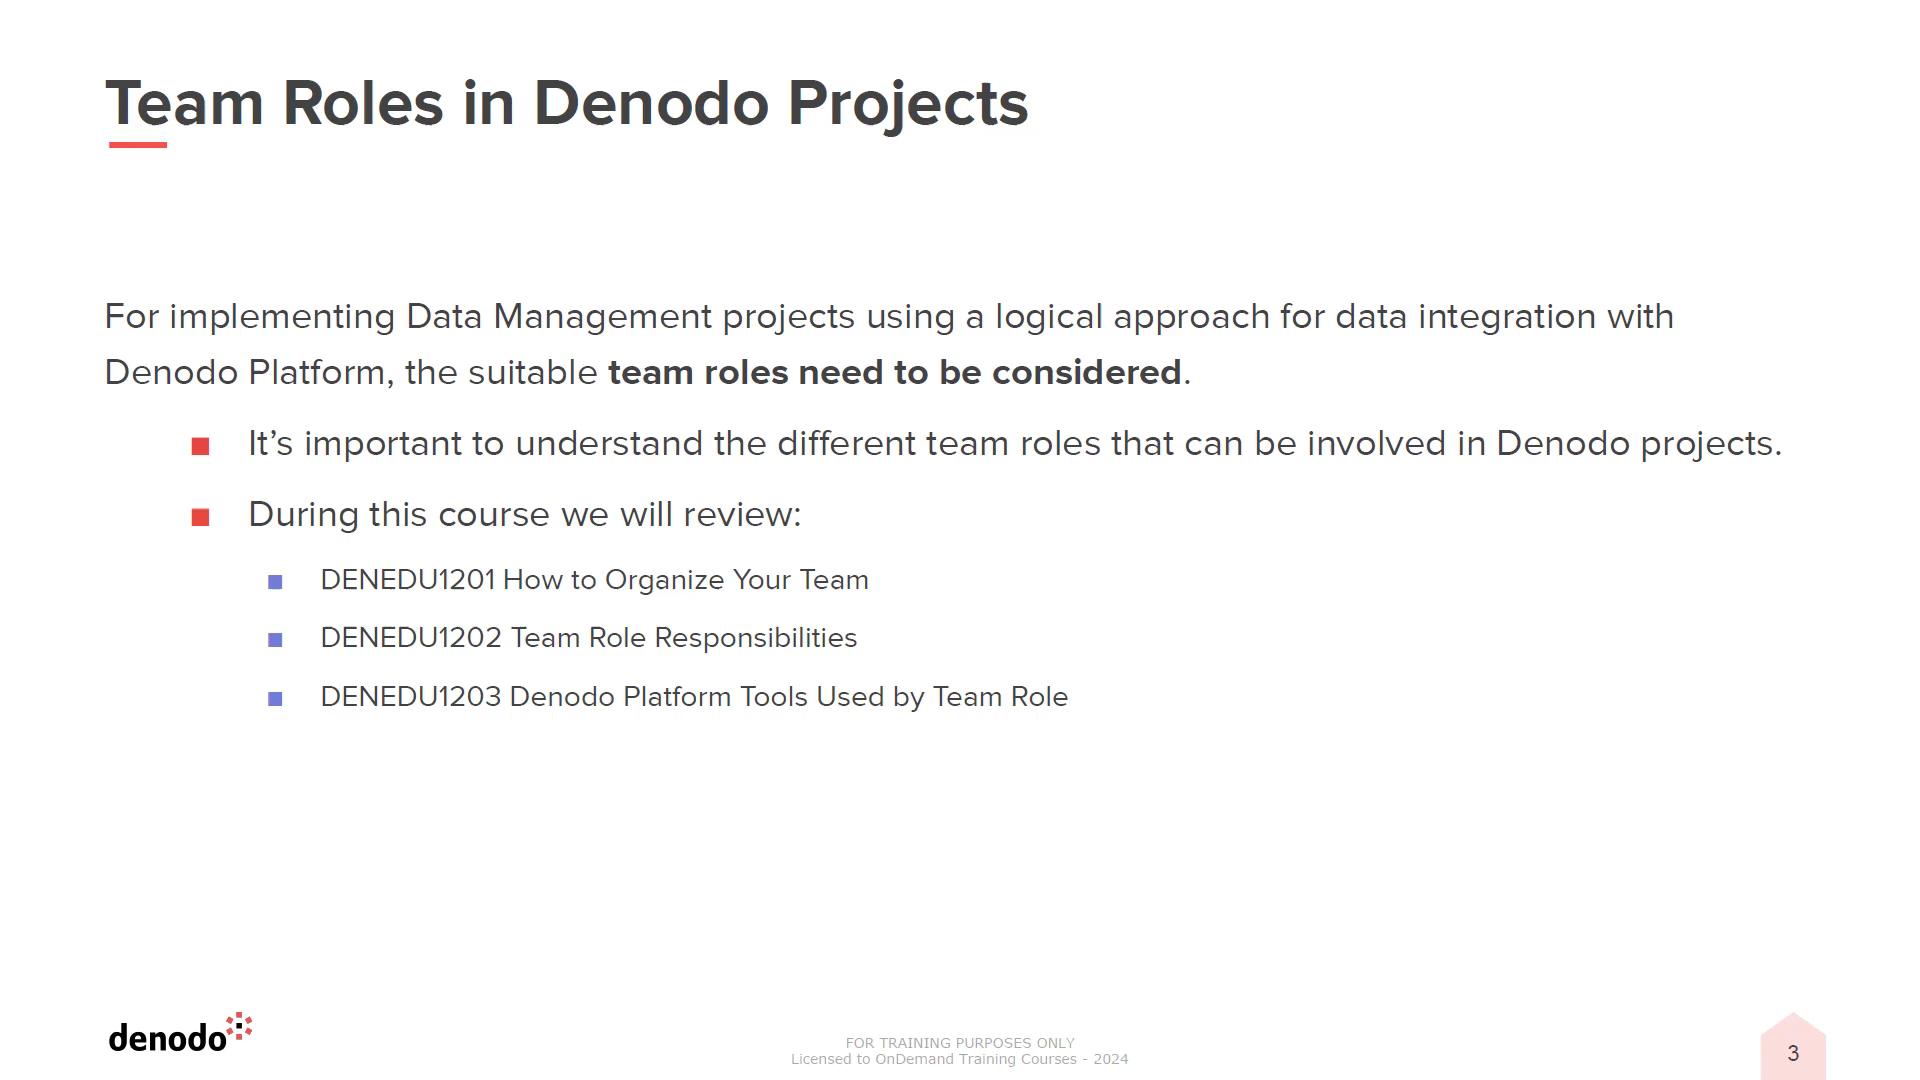 Team Roles in Denodo Projects
For implementing Data Management projects using a logical approach for data integration with
Denodo Platform, the suitable team roles need to be considered.
It’s important to understand the different team roles that can be involved in Denodo projects.
During this course we will review:
DENEDU1201 How to Organize Your Team
DENEDU1202 Team Role Responsibilities
DENEDU1203 Denodo Platform Tools Used by Team Role
denodo
FOR TRAINING PURPOSES ONLY
Licensed to OnDemand Training Courses - 2024
3